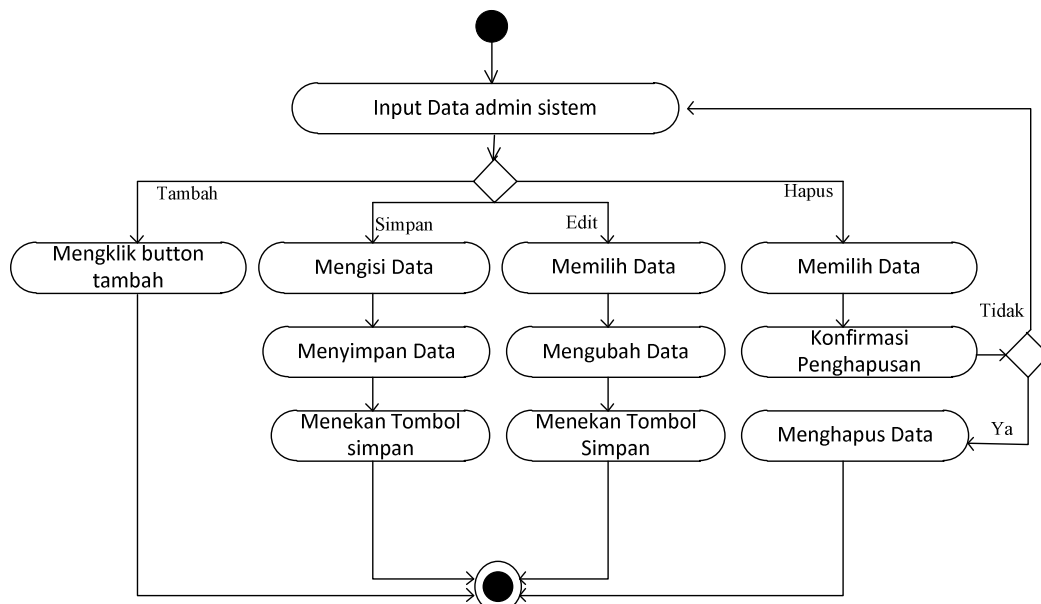 Input Data admin sistem
Tambah
Simpan
Edit
Hapus
Mengklik button
tambah
Mengisi Data
Memilih Data
Memilih Data
Tidak
Menyimpan Data
Mengubah Data
Konfirmasi
Penghapusan
Menekan Tombol
simpan
Menekan Tombol
Simpan
Menghapus Data
Ya